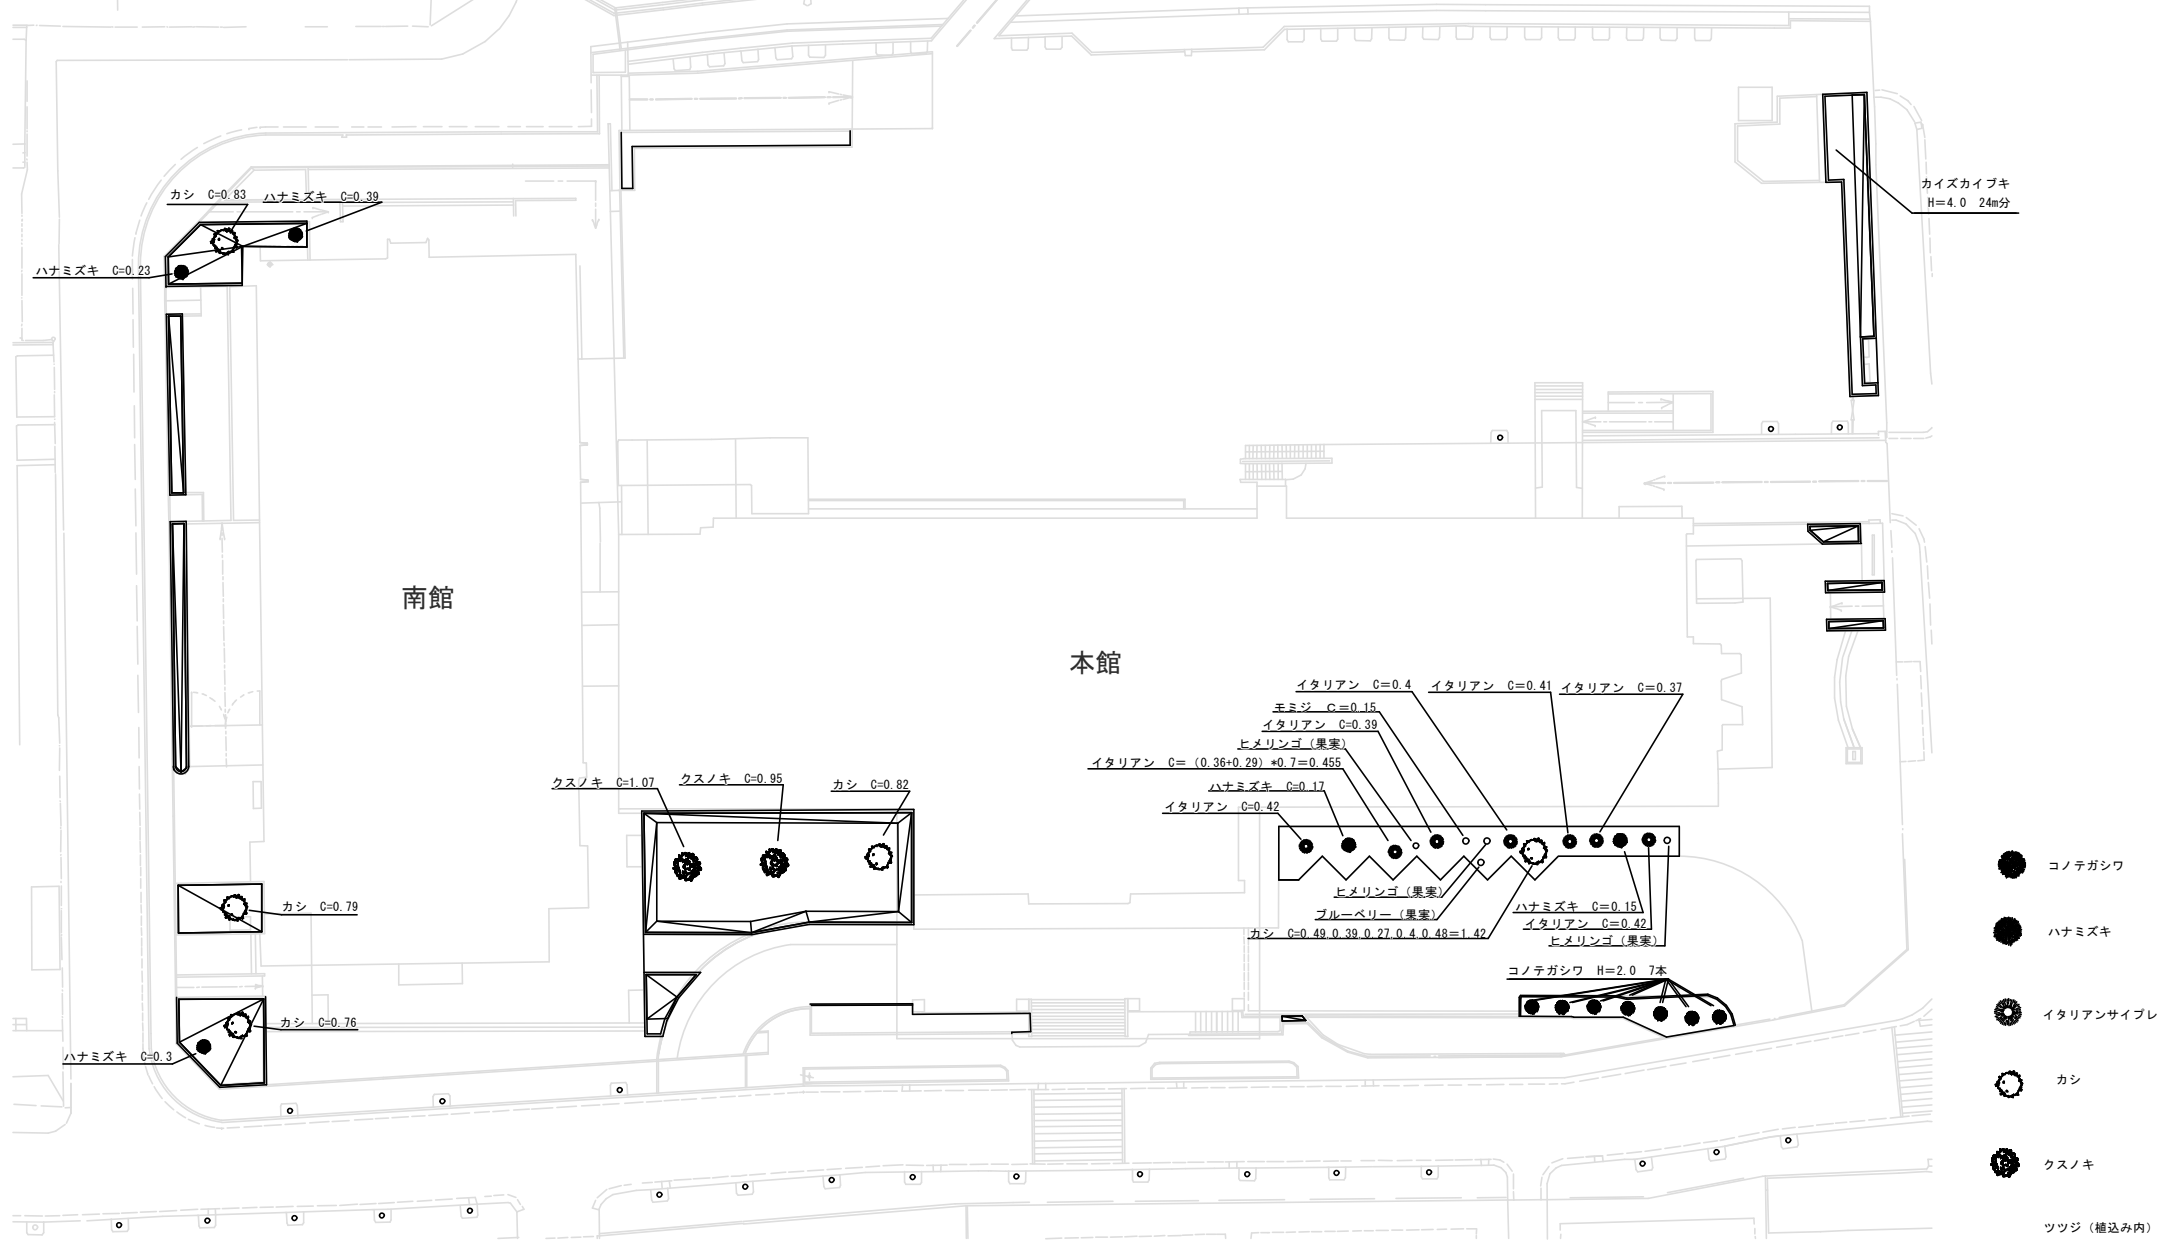 カシ C=0.83
ハナミズキ C=0.39
ハナミズキ C=0.23
カイズカイブキ
H=4.0 24m分
南館
本館
イタリアン C=0.4
イタリアン C=0.41
イタリアン C=0.37
モミジ C=0.15
イタリアン C=0.39
ヒメリンゴ(果実)
イタリアン C=(0.36+0.29)*0.7=0.455
ハナミズキ C=0.17
イタリアン C=0.42
クスノキ C=1.07
クスノキ C=0.95
カシ C=0.82
ヒメリンゴ(果実)
ブルーベリー(果実)
カシ C=0.49,0.39,0.27,0.4,0.48=1.42
ハナミズキ C=0.15
イタリアン C=0.42
ヒメリンゴ(果実)
コノテガシワ H=2.0 7本
カシ C=0.79
カシ C=0.76
ハナミズキ C=0.3
コノテガシワ
ハナミズキ
イタリアンサイプレ
カシ
クスノキ
ツツジ(植込み内)